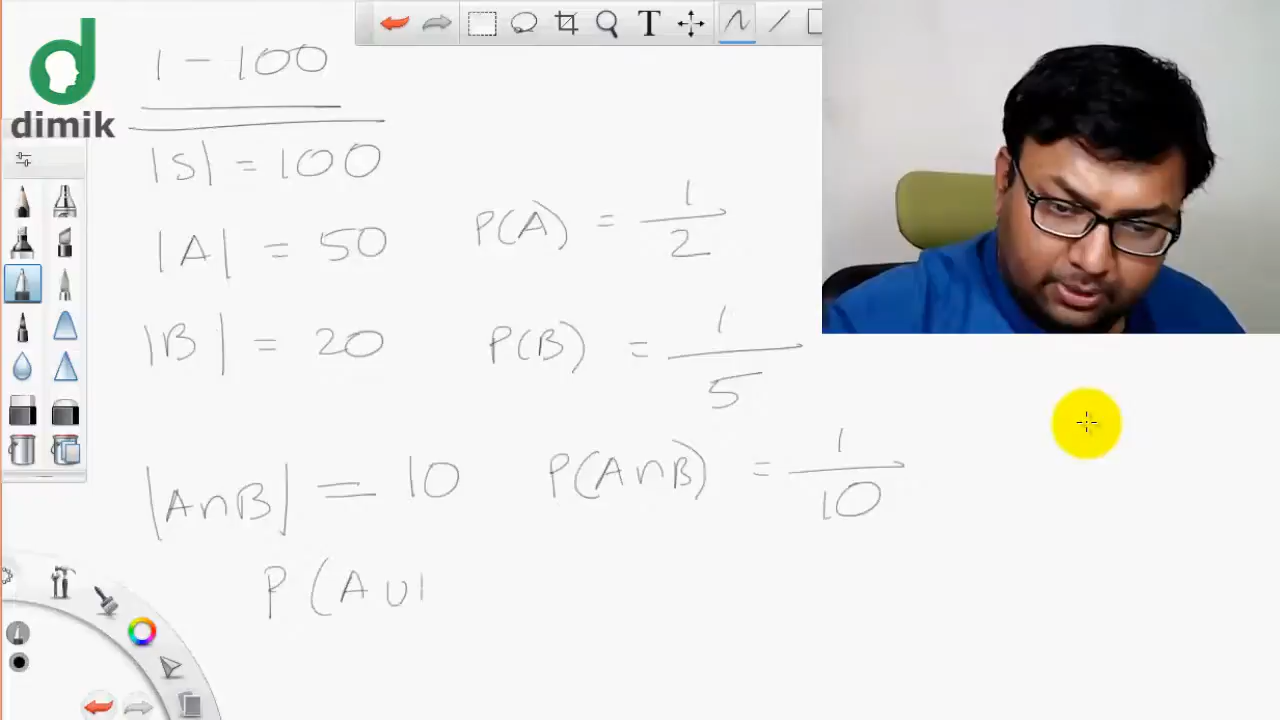 dimik
1 - 100
|S| = 100
|A| = 50 P(A) = 1/2
|B| = 20 P(B) = 1/5
|A∩B| = 10 P(A∩B) = 1/10
P(A∪
T